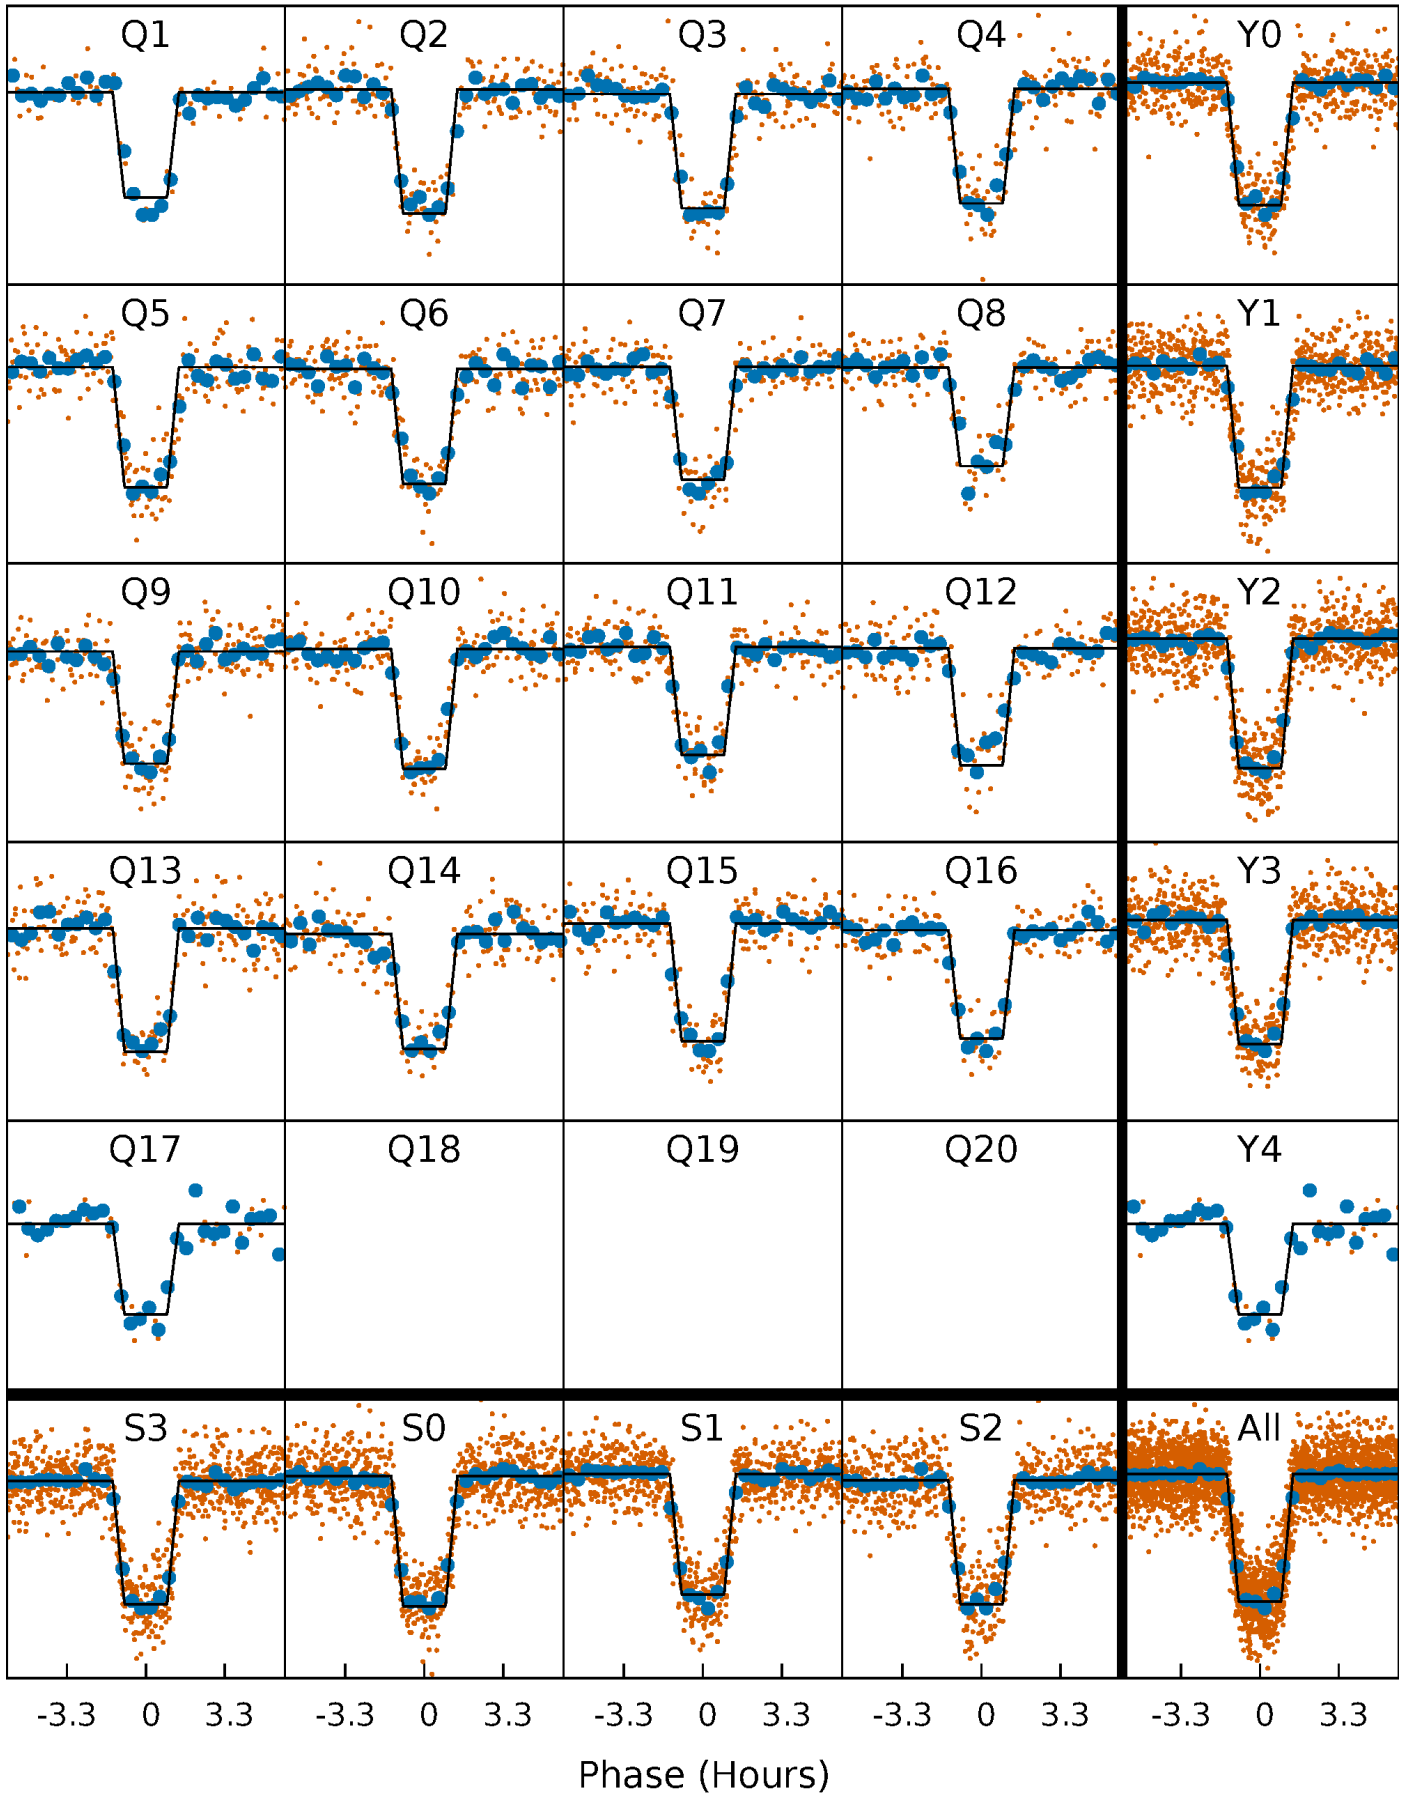 Q1 Q2 Q3 Q4 Y0
Q5 Q6 Q7 Q8 Y1
Q9 Q10 Q11 Q12 Y2
Q13 Q14 Q15 Q16 Y3
Q17 Q18 Q19 Q20 Y4
S3 S0 S1 S2 All
-3.3 0 3.3 -3.3 0 3.3 -3.3 0 3.3 -3.3 0 3.3 -3.3 0 3.3
Phase (Hours)